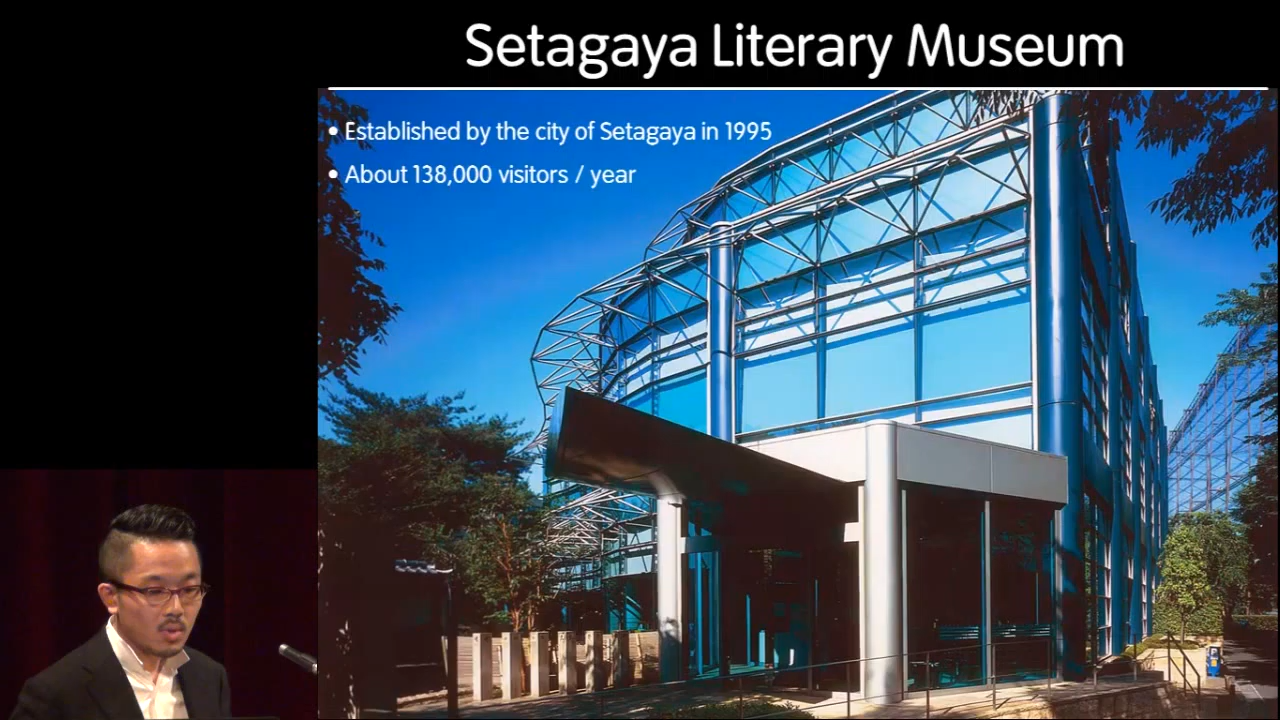 Setagaya Literary Museum
• Established by the city of Setagaya in 1995
• About 138,000 visitors / year